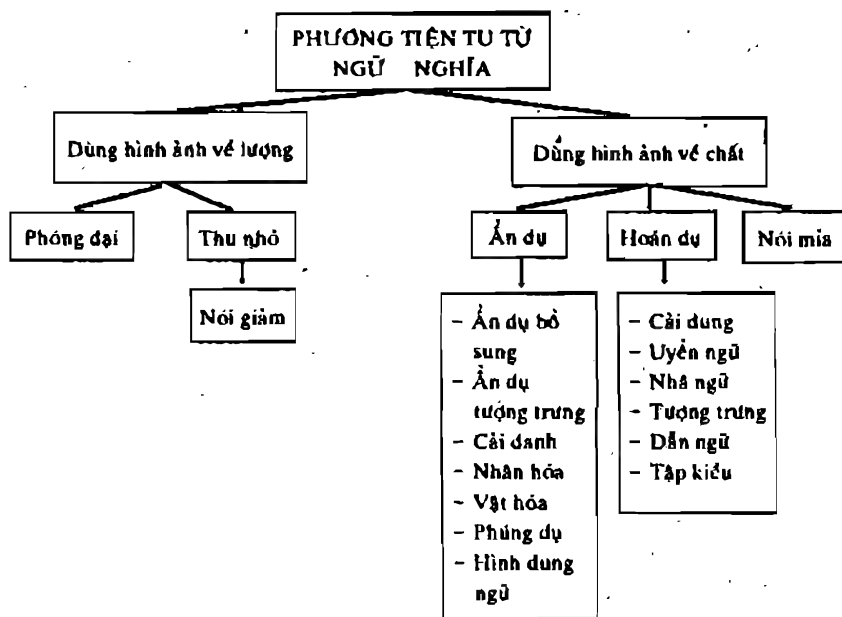 PHƯƠNG TIỆN TU TỪ
NGỮ NGHĨA
Dùng hình ảnh về lượng
Dùng hình ảnh về chất
Phóng đại
Thu nhỏ
Ẩn dụ
Hoán dụ
Nói mỉa
Nói giảm
- Ẩn dụ bổ
sung
- Ẩn dụ
tượng trưng
- Cải danh
- Nhân hóa
- Vật hóa
- Phúng dụ
- Hình dung
ngữ
- Cải dung
- Uyển ngữ
- Nhã ngữ
- Tượng trưng
- Dẫn ngữ
- Tập kiểu